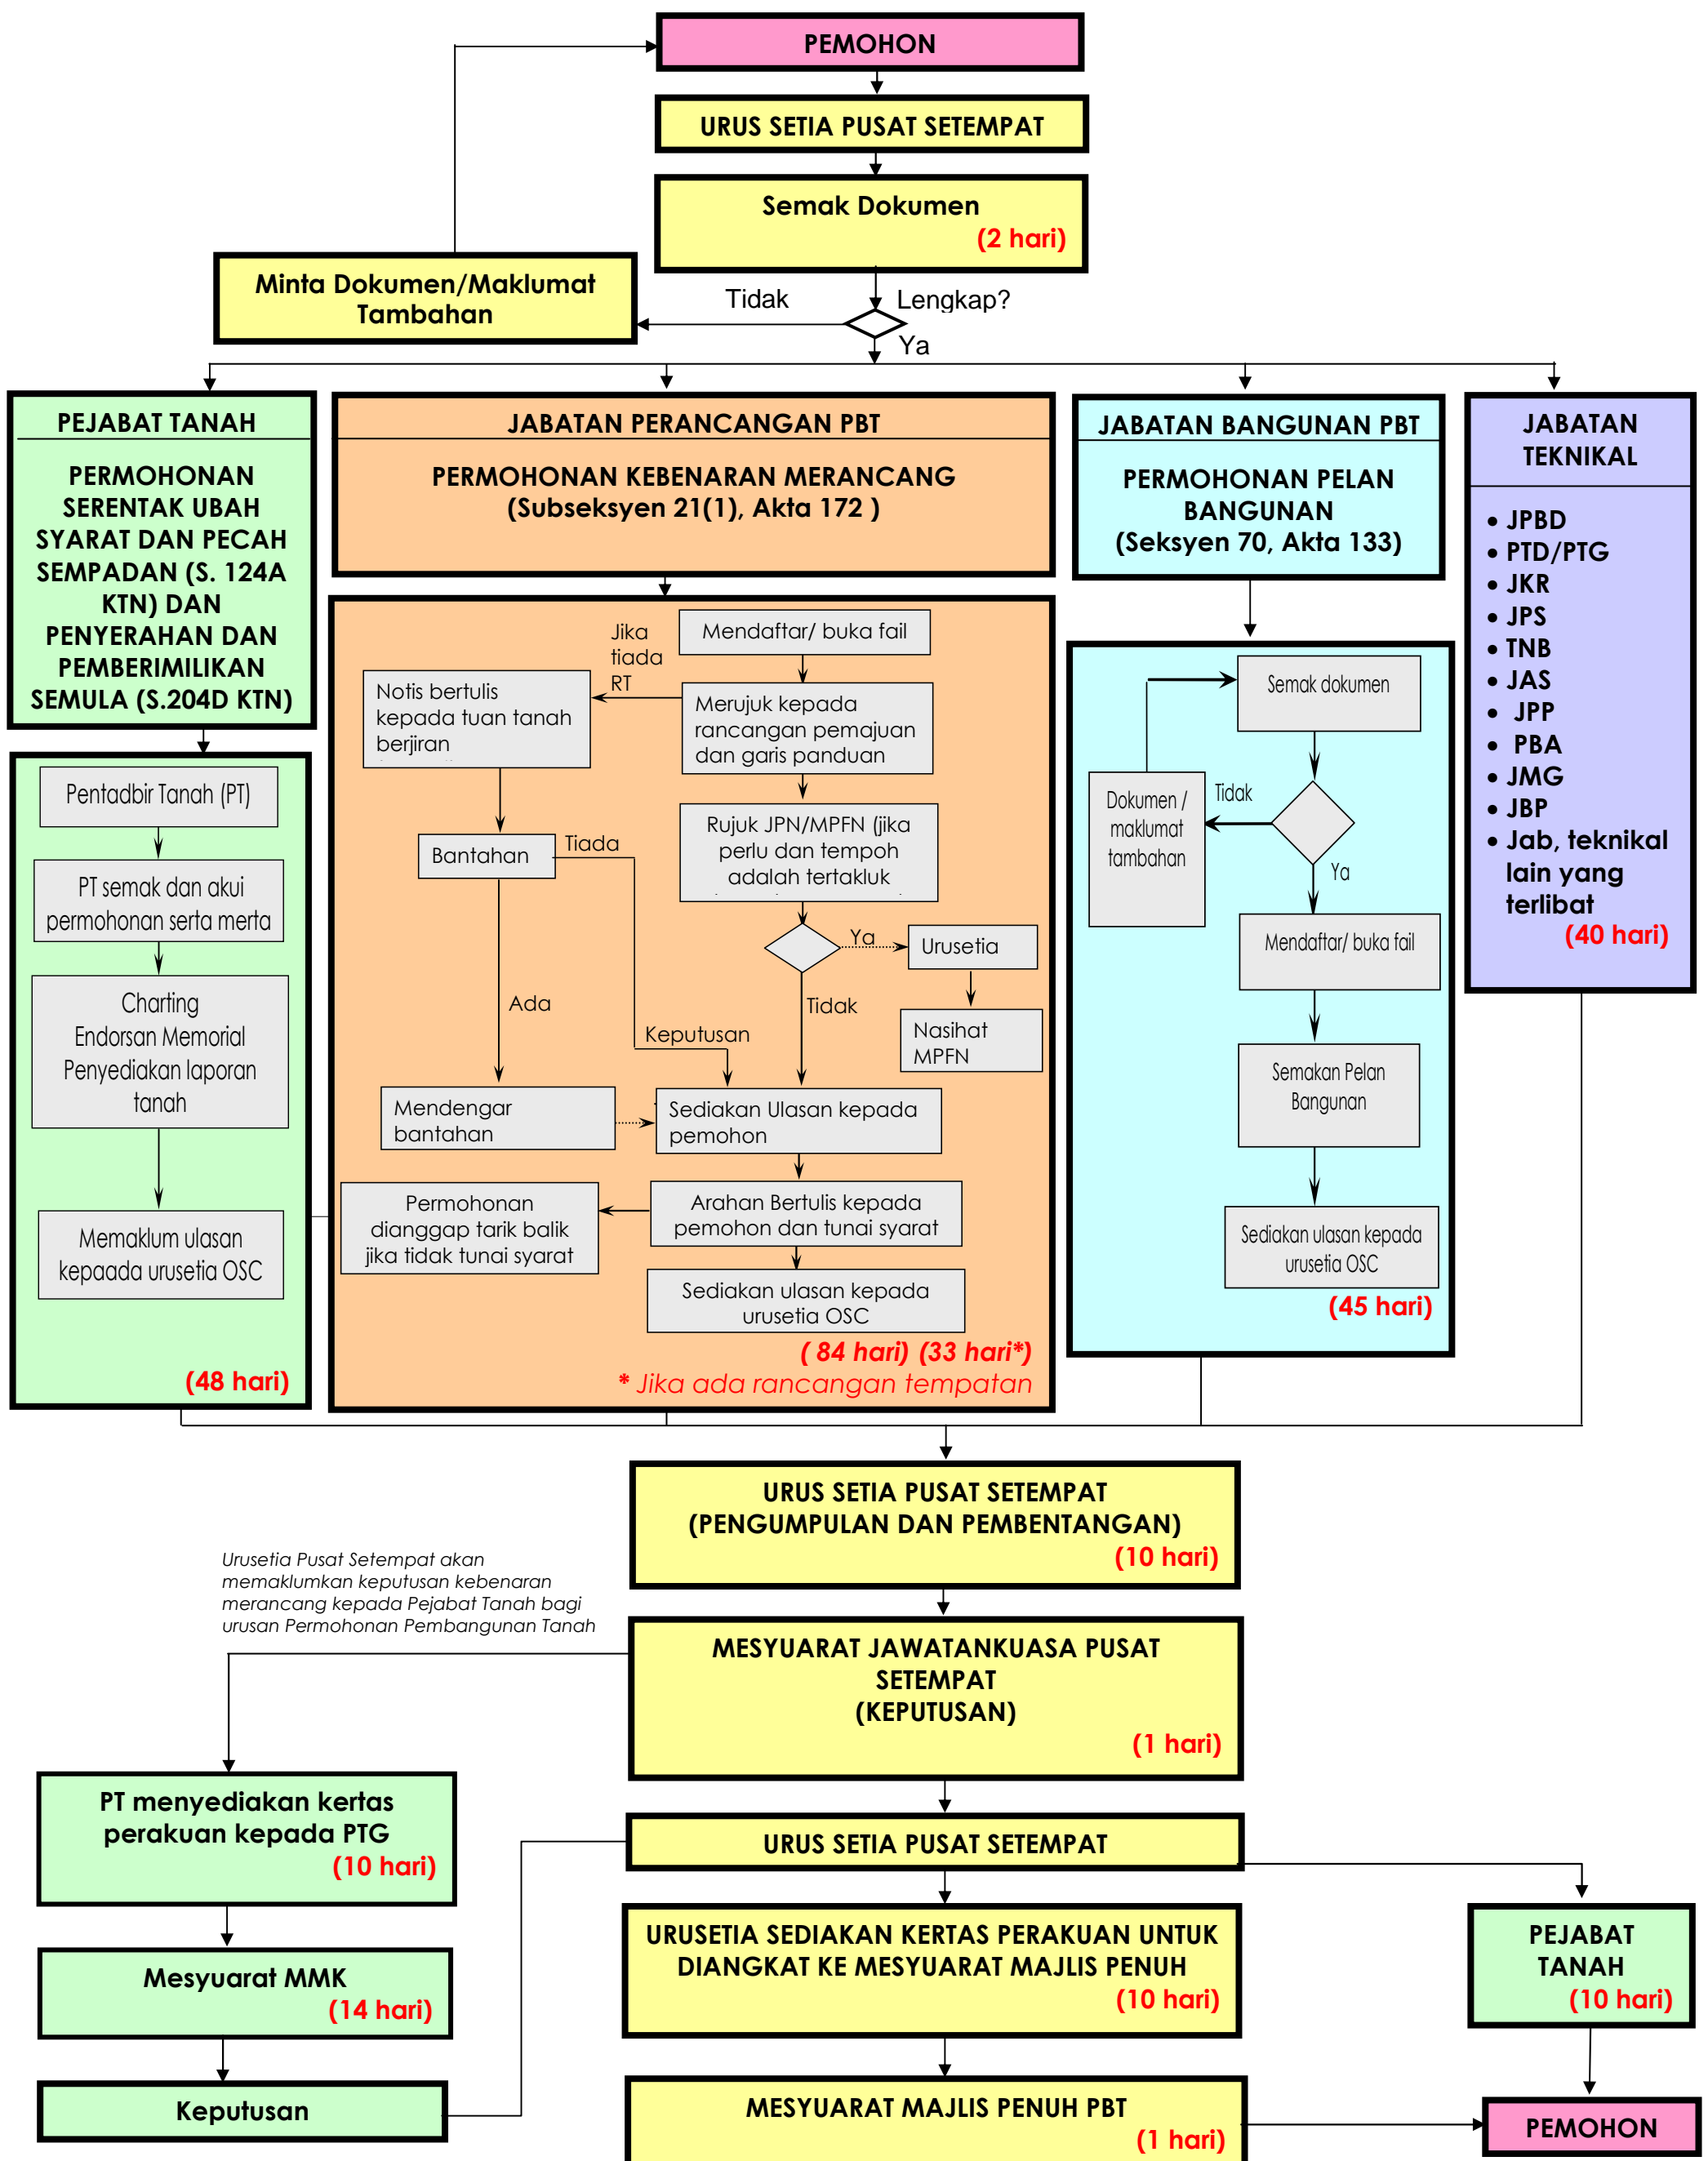 PEMOHON
URUS SETIA PUSAT SETEMPAT
Semak Dokumen
(2 hari)
Minta Dokumen/Maklumat
Tambahan
Tidak
Lengkap?
Ya
PEJABAT TANAH
PERMOHONAN
SERENTAK UBAH
SYARAT DAN PECAH
SEMPADAN (S. 124A
KTN) DAN
PENYERAHAN DAN
PEMBERIMILIKAN
SEMULA (S.204D KTN)
Pentadbir Tanah (PT)
PT semak dan akui
permohonan serta merta
Charting
Endorsan Memorial
Penyediakan laporan
tanah
Memaklum ulasan
kepaada urusetia OSC
(48 hari)
JABATAN PERANCANGAN PBT
PERMOHONAN KEBENARAN MERANCANG
(Subseksyen 21(1), Akta 172 )
Mendaftar/ buka fail
Jika
tiada
RT
Notis bertulis
kepada tuan tanah
berjiran
Merujuk kepada
rancangan pemajuan
dan garis panduan
Rujuk JPN/MPFN (jika
perlu dan tempoh
adalah tertakluk
Bantahan
Tiada
Ya
Urusetia
Ada
Tidak
Keputusan
Nasihat
MPFN
Mendengar
bantahan
Sediakan Ulasan kepada
pemohon
Permohonan
dianggap tarik balik
jika tidak tunai syarat
Arahan Bertulis kepada
pemohon dan tunai syarat
Sediakan ulasan kepada
urusetia OSC
( 84 hari) (33 hari*)
* Jika ada rancangan tempatan
JABATAN BANGUNAN PBT
PERMOHONAN PELAN
BANGUNAN
(Seksyen 70, Akta 133)
Semak dokumen
Dokumen /
maklumat
tambahan
Tidak
Ya
Mendaftar/ buka fail
Semakan Pelan
Bangunan
Sediakan ulasan kepada
urusetia OSC
(45 hari)
JABATAN
TEKNIKAL
• JPBD
• PTD/PTG
• JKR
• JPS
• TNB
• JAS
• JPP
• PBA
• JMG
• JBP
• Jab, teknikal
lain yang
terlibat
(40 hari)
URUS SETIA PUSAT SETEMPAT
(PENGUMPULAN DAN PEMBENTANGAN)
(10 hari)
Urusetia Pusat Setempat akan
memaklumkan keputusan kebenaran
merancang kepada Pejabat Tanah bagi
urusan Permohonan Pembangunan Tanah
MESYUARAT JAWATANKUASA PUSAT
SETEMPAT
(KEPUTUSAN)
(1 hari)
PT menyediakan kertas
perakuan kepada PTG
(10 hari)
URUS SETIA PUSAT SETEMPAT
URUSETIA SEDIAKAN KERTAS PERAKUAN UNTUK
DIANGKAT KE MESYUARAT MAJLIS PENUH
(10 hari)
PEJABAT
TANAH
(10 hari)
Mesyuarat MMK
(14 hari)
Keputusan
MESYUARAT MAJLIS PENUH PBT
(1 hari)
PEMOHON